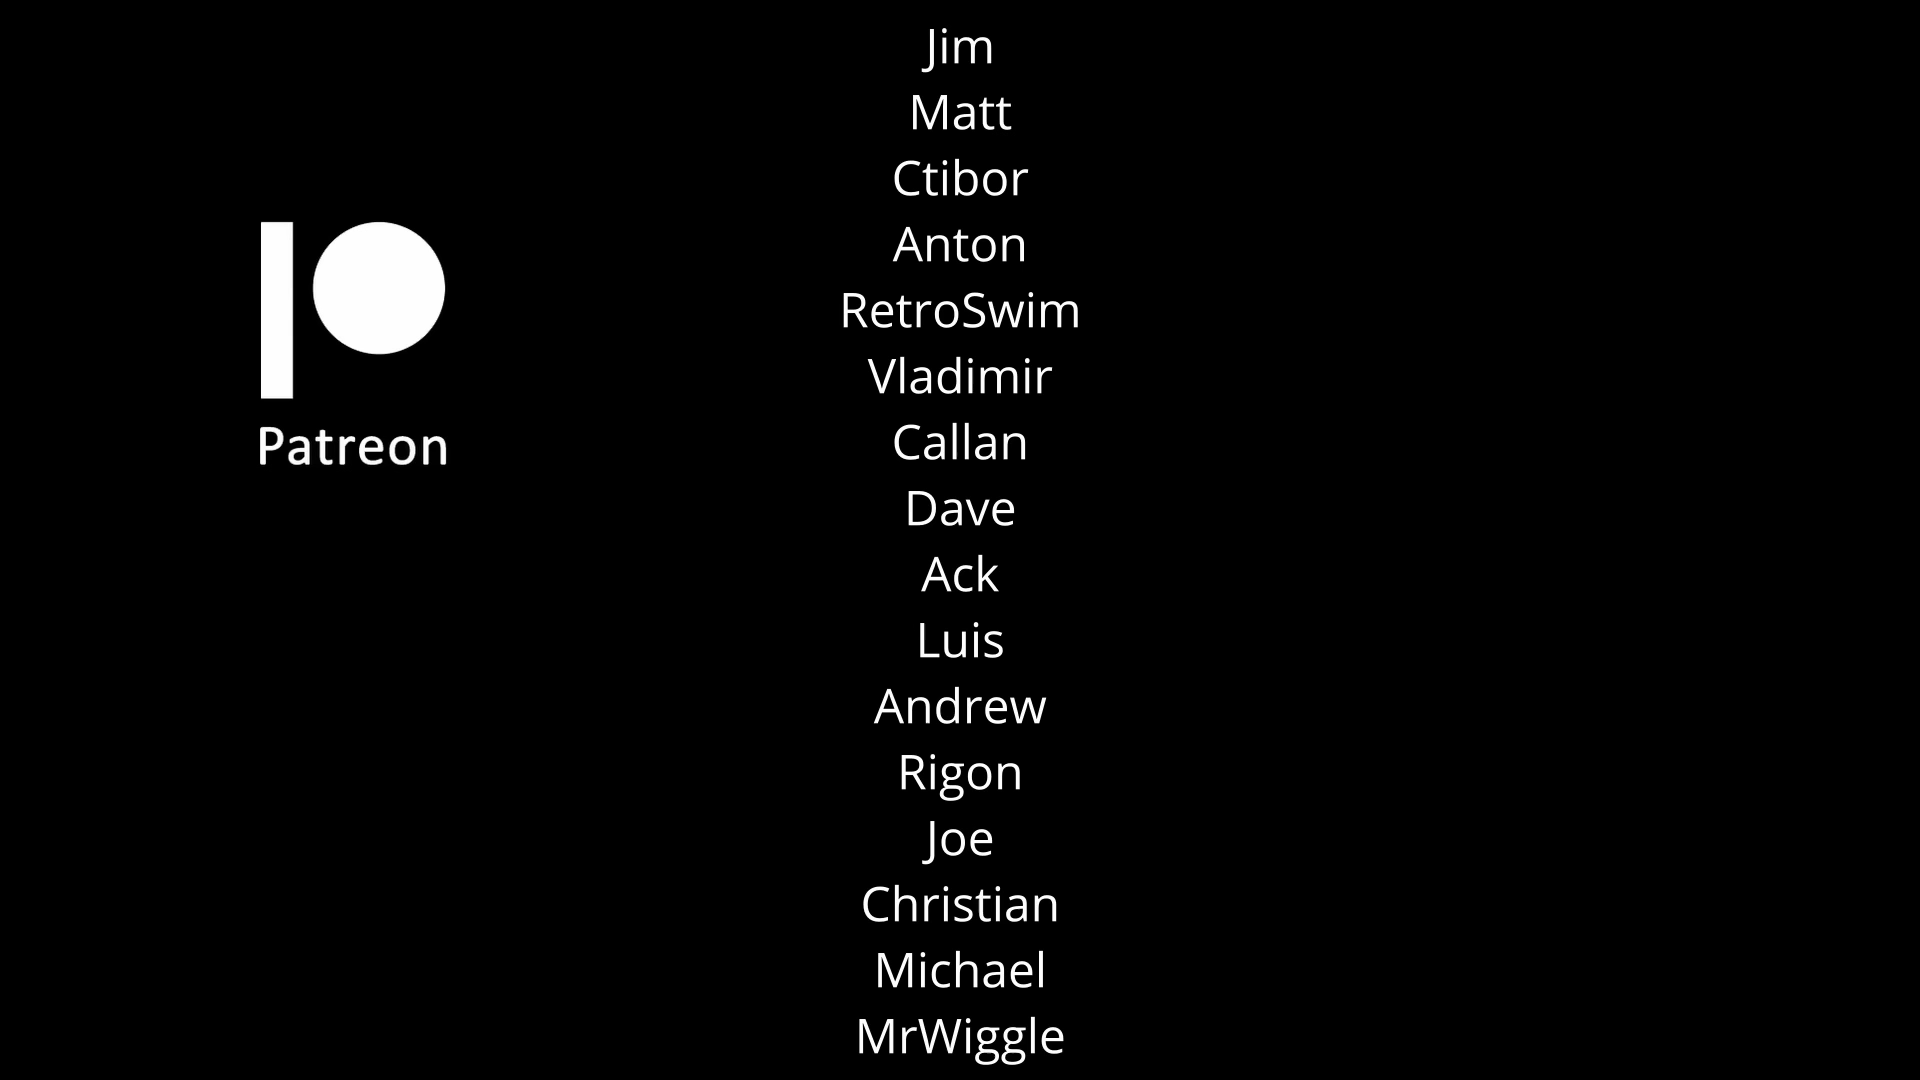 Patreon
Jim
Matt
Ctibor
Anton
RetroSwim
Vladimir
Callan
Dave
Ack
Luis
Andrew
Rigon
Joe
Christian
Michael
MrWiggle